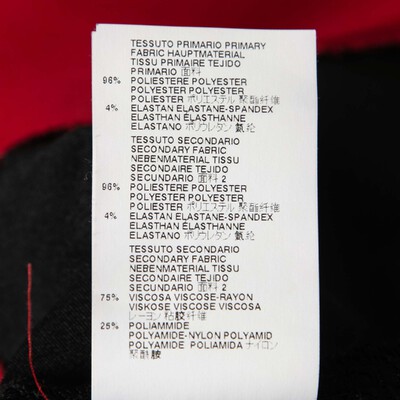 TESSUTO PRIMARIO PRIMARY
FABRIC HAUPTMATERIAL
TISSU PRIMAIRE TEJIDO
PRIMARIO 面料
96% POLIESTERE POLYESTER
POLYESTER POLYESTER
POLIESTER ポリエステル 聚酯纤维
4% ELASTAN ELASTANE-SPANDEX
ELASTHAN ÉLASTHANNE
ELASTANO ポリウレタン 氨纶
TESSUTO SECONDARIO
SECONDARY FABRIC
NEBENMATERIAL TISSU
SECONDAIRE TEJIDO
SECUNDARIO 面料 2
96% POLIESTERE POLYESTER
POLYESTER POLYESTER
POLIESTER ポリエステル 聚酯纤维
4% ELASTAN ELASTANE-SPANDEX
ELASTHAN ÉLASTHANNE
ELASTANO ポリウレタン 氨纶
TESSUTO SECONDARIO
SECONDARY FABRIC
NEBENMATERIAL TISSU
SECONDAIRE TEJIDO
SECUNDARIO 面料 2
75% VISCOSA VISCOSE-RAYON
VISKOSE VISCOSE VISCOSA
レーヨン 粘胶纤维
25% POLIAMMIDE
POLYAMIDE-NYLON POLYAMID
POLYAMIDE POLIAMIDA ナイロン
聚酰胺